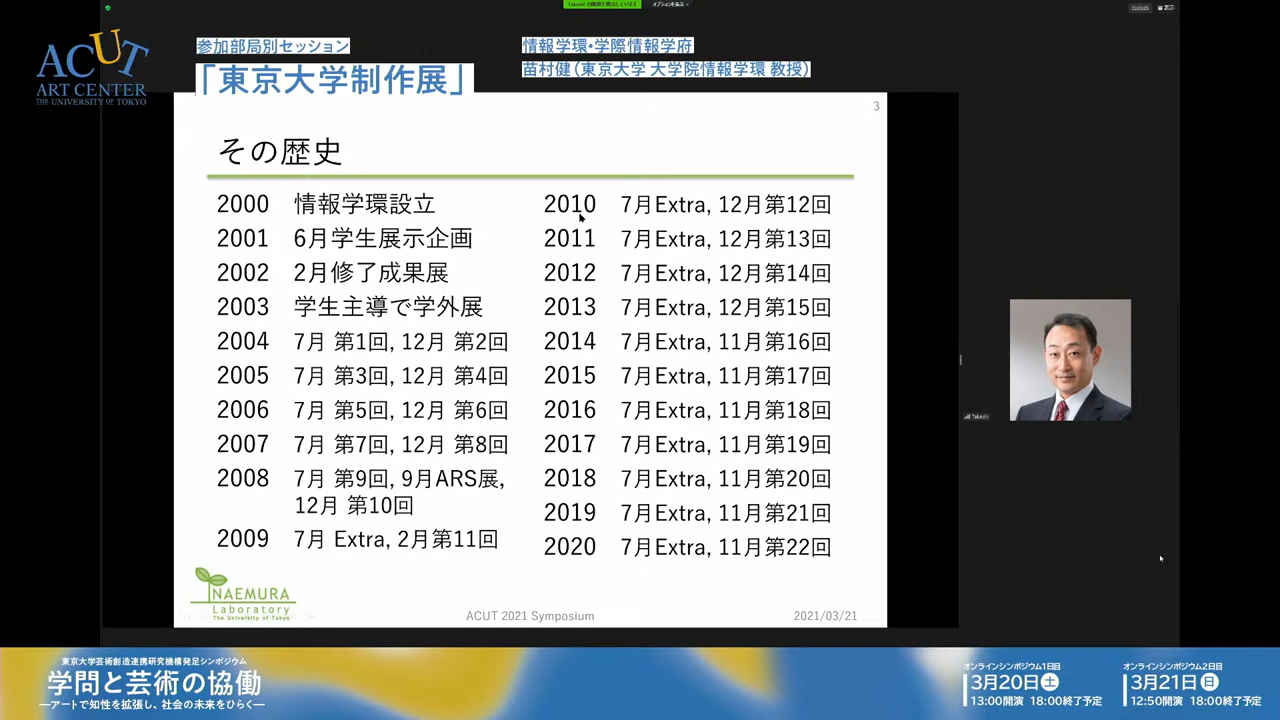 Takeshi の画面を表示しています
オプションを表示
表示
ACUT
ART CENTER
THE UNIVERSITY OF TOKYO
参加部局別セッション
「東京大学制作展」
情報学環・学際情報学府
苗村健(東京大学 大学院情報学環 教授)
3
その歴史
2000 情報学環設立
2001 6月学生展示企画
2002 2月修了成果展
2003 学生主導で学外展
2004 7月 第1回, 12月 第2回
2005 7月 第3回, 12月 第4回
2006 7月 第5回, 12月 第6回
2007 7月 第7回, 12月 第8回
2008 7月 第9回, 9月ARS展,
12月 第10回
2009 7月 Extra, 2月第11回
2010 7月Extra, 12月第12回
2011 7月Extra, 12月第13回
2012 7月Extra, 12月第14回
2013 7月Extra, 12月第15回
2014 7月Extra, 11月第16回
2015 7月Extra, 11月第17回
2016 7月Extra, 11月第18回
2017 7月Extra, 11月第19回
2018 7月Extra, 11月第20回
2019 7月Extra, 11月第21回
2020 7月Extra, 11月第22回
NAEMURA
Laboratory
The University of Tokyo
ACUT 2021 Symposium
2021/03/21
Takeshi
東京大学芸術創造連携研究機構発足シンポジウム
学問と芸術の協働
―アートで知性を拡張し、社会の未来をひらく―
オンラインシンポジウム1日目
3月20日土
13:00開演 18:00終了予定
オンラインシンポジウム2日目
3月21日日
12:50開演 18:00終了予定